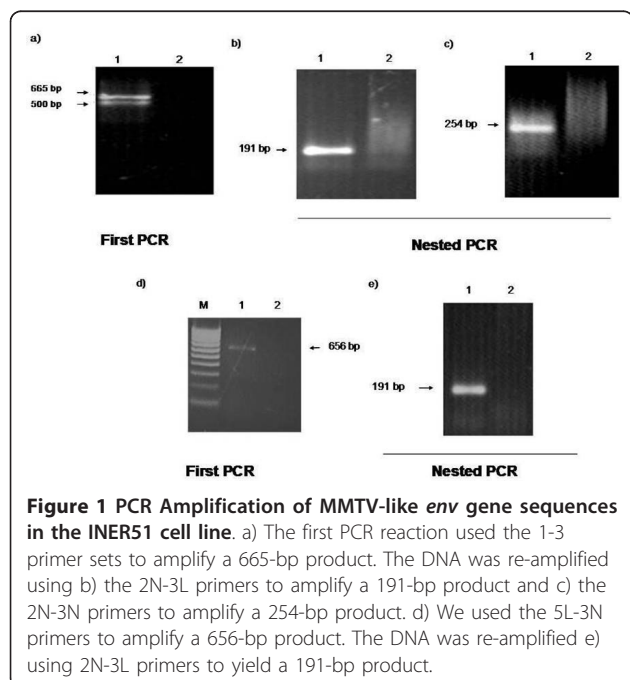 a)
1 2
665 bp →
500 bp →
First PCR
b)
1 2
191 bp →
c)
1 2
254 bp →
Nested PCR
d)
M 1 2
← 656 bp
First PCR
e)
1 2
191 bp →
Nested PCR
Figure 1 PCR Amplification of MMTV-like env gene sequences
in the INER51 cell line. a) The first PCR reaction used the 1-3
primer sets to amplify a 665-bp product. The DNA was re-amplified
using b) the 2N-3L primers to amplify a 191-bp product and c) the
2N-3N primers to amplify a 254-bp product. d) We used the 5L-3N
primers to amplify a 656-bp product. The DNA was re-amplified e)
using 2N-3L primers to yield a 191-bp product.